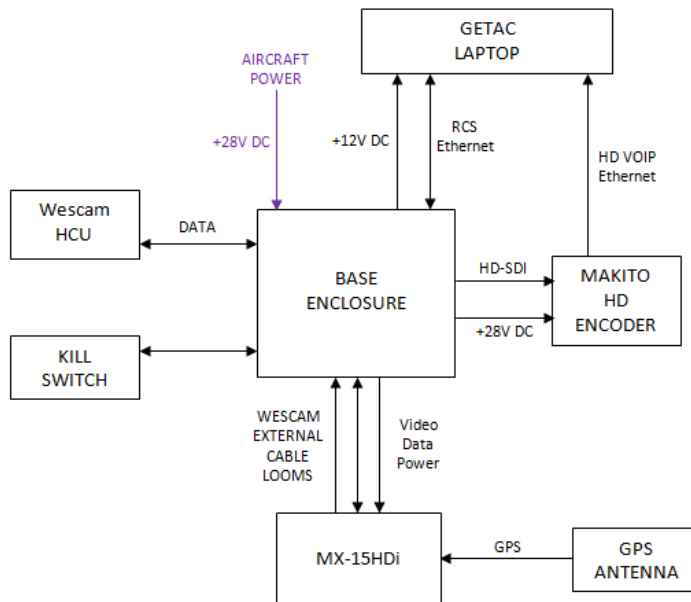 GETAC
LAPTOP
AIRCRAFT
POWER
+28V DC
+12V DC
RCS
Ethernet
HD VOIP
Ethernet
Wescam
HCU
DATA
BASE
ENCLOSURE
HD-SDI
+28V DC
MAKITO
HD
ENCODER
KILL
SWITCH
WESCAM
EXTERNAL
CABLE
LOOMS
Video
Data
Power
MX-15HDi
GPS
GPS
ANTENNA